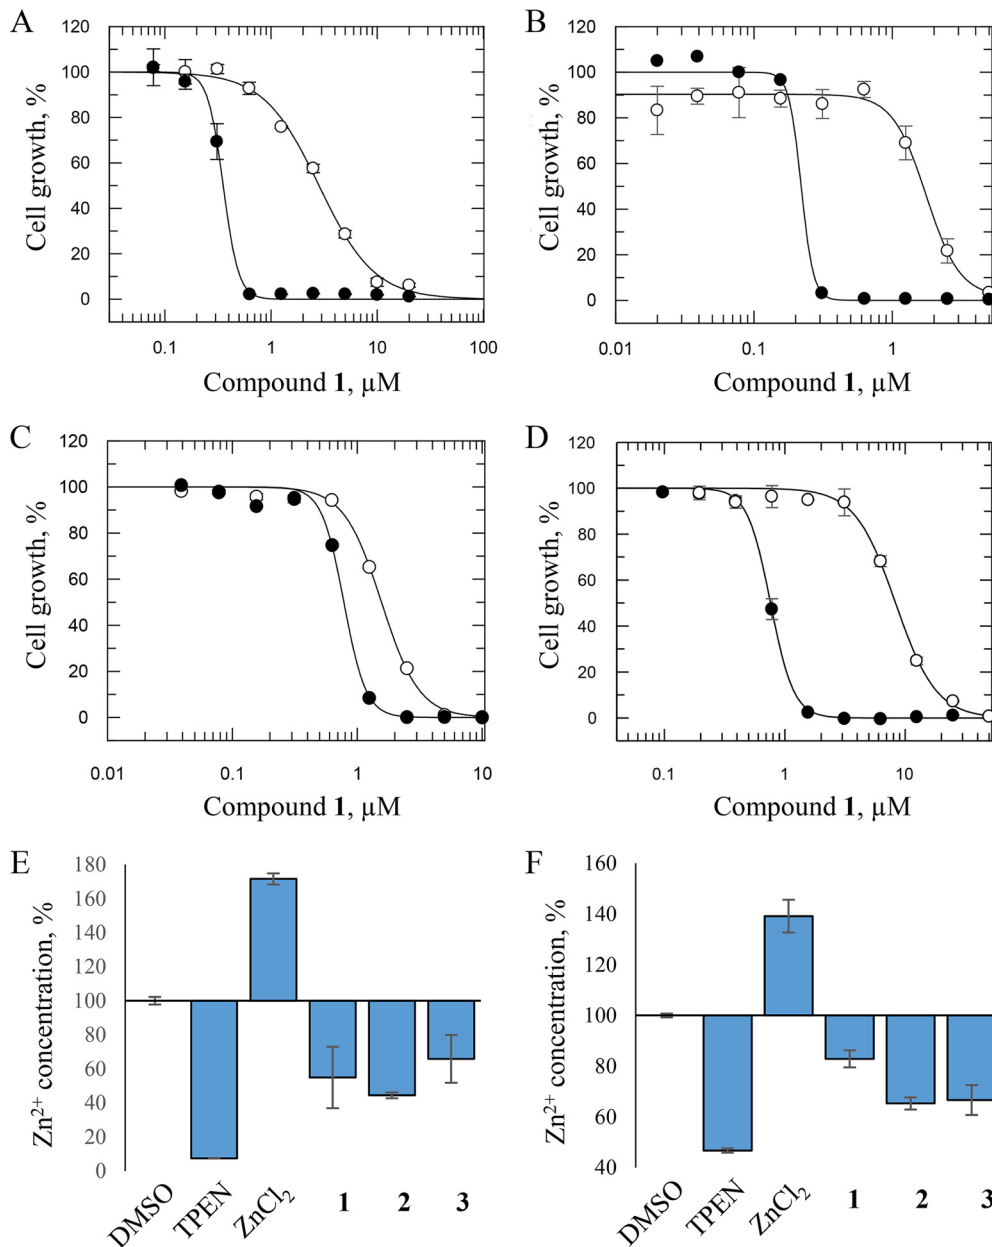 A
120
100
80
60
40
20
0
Cell growth, %
0.1 1 10 100
Compound 1, µM
B
120
100
80
60
40
20
0
Cell growth, %
0.01 0.1 1
Compound 1, µM
C
120
100
80
60
40
20
0
Cell growth, %
0.01 0.1 1 10
Compound 1, µM
D
120
100
80
60
40
20
0
Cell growth, %
0.1 1 10
Compound 1, µM
E
180
160
140
120
100
80
60
40
20
0
Zn²⁺ concentration, %
DMSO TPEN ZnCl₂ 1 2 3
F
160
140
120
100
80
60
40
Zn²⁺ concentration, %
DMSO TPEN ZnCl₂ 1 2 3